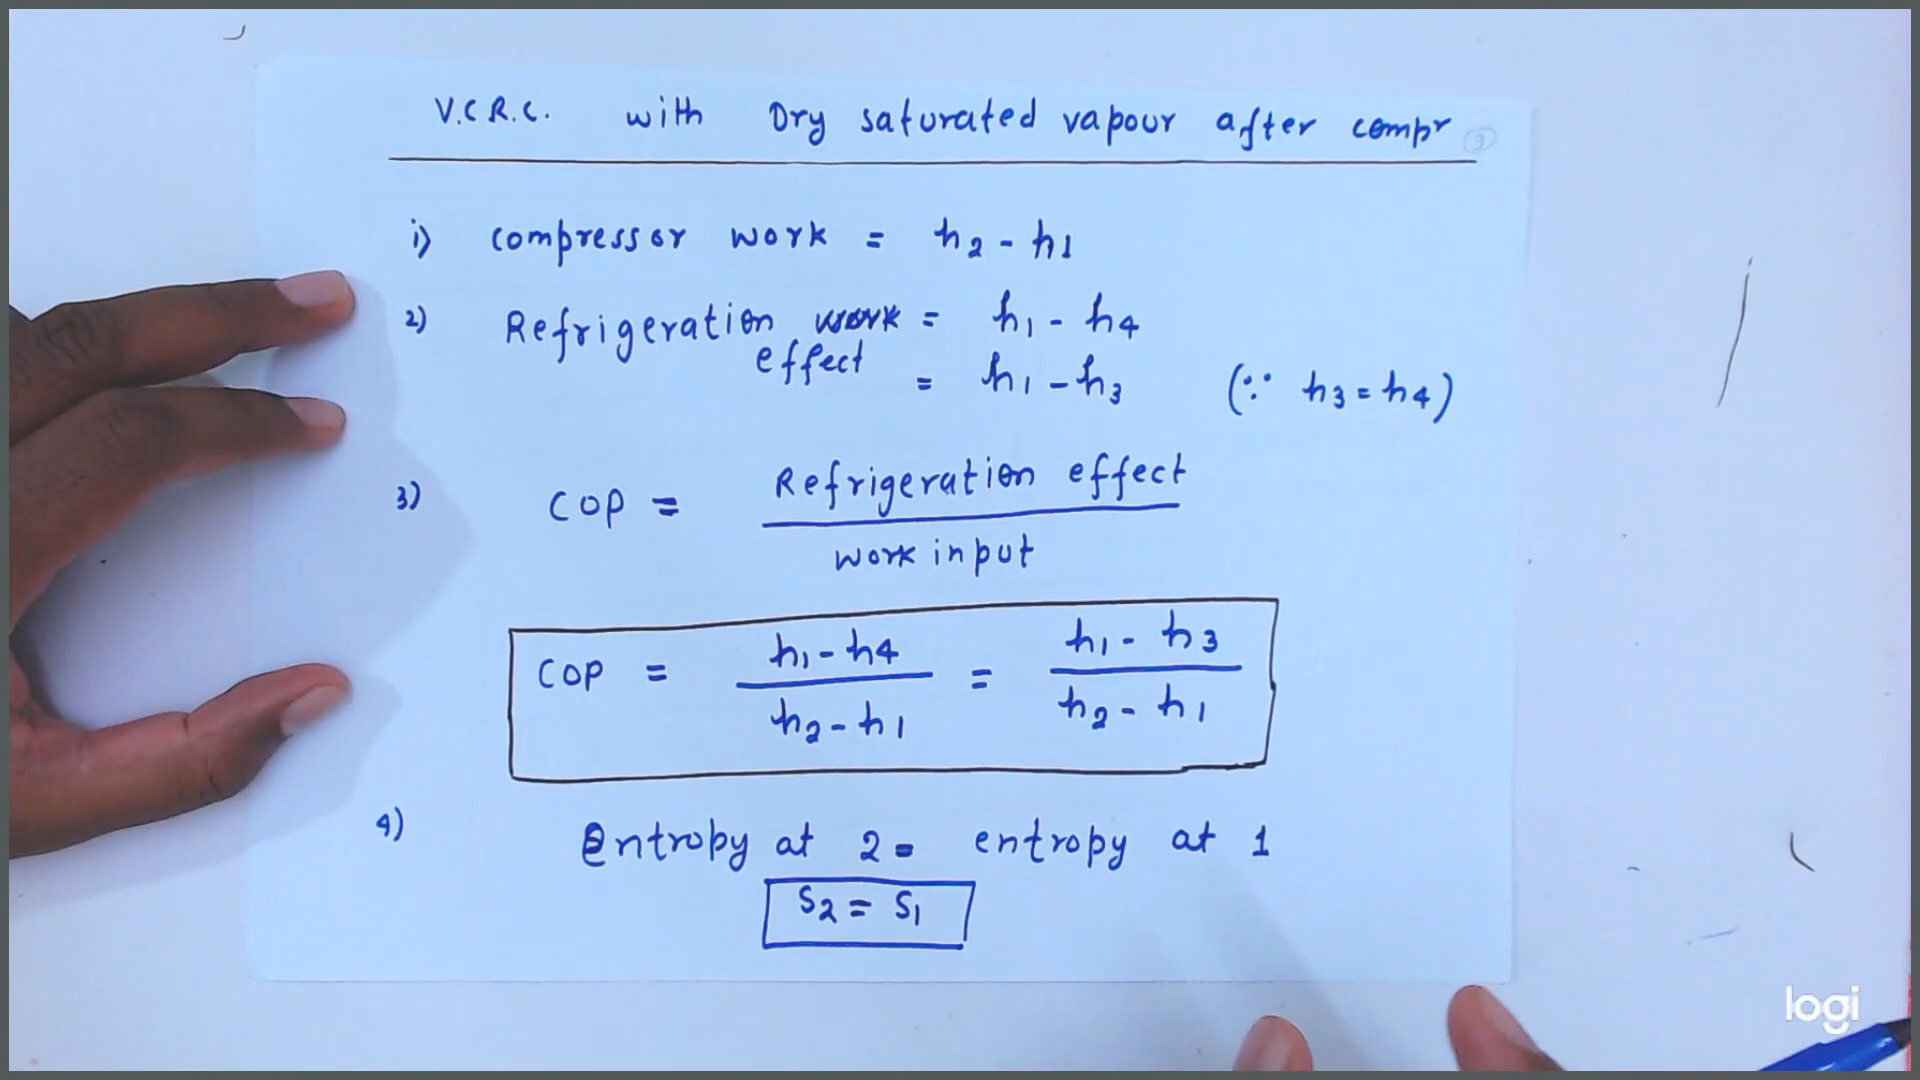 V.C.R.C. with Dry saturated vapour after compr
i) compressor work = h2 - h1
2) Refrigeration work = h1 - h4
effect = h1 - h3 (∵ h3 = h4)
3) COP = Refrigeration effect
work input
COP = h1 - h4 / h2 - h1 = h1 - h3 / h2 - h1
4) Entropy at 2 = entropy at 1
S2 = S1
logi